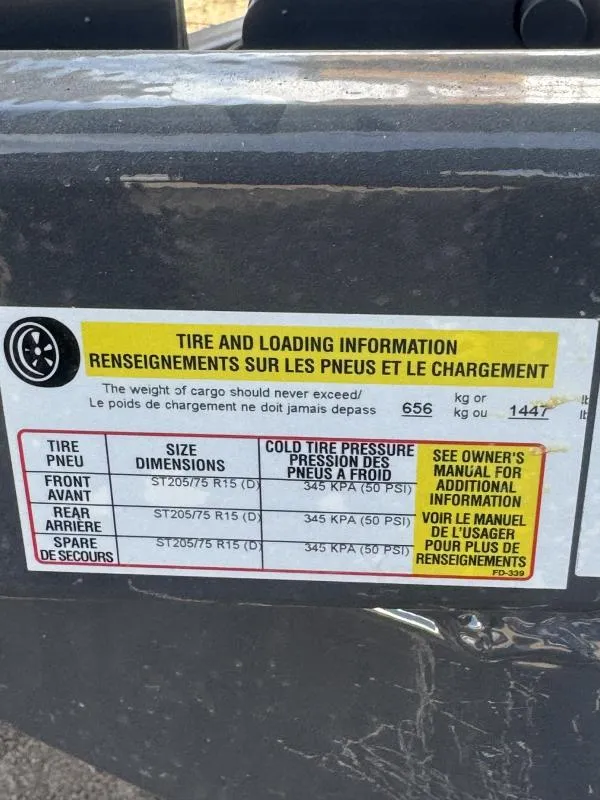 TIRE AND LOADING INFORMATION
RENSEIGNEMENTS SUR LES PNEUS ET LE CHARGEMENT
The weight of cargo should never exceed/
Le poids de chargement ne doit jamais depass
656
kg or
kg ou
1447
lb
lb
TIRE
PNEU
SIZE
DIMENSIONS
COLD TIRE PRESSURE
PRESSION DES
PNEUS A FROID
FRONT
AVANT
ST205/75 R15 (D)
345 KPA (50 PSI)
REAR
ARRIÈRE
ST205/75 R15 (D)
345 KPA (50 PSI)
SPARE
DE SECOURS
ST205/75 R15 (D)
345 KPA (50 PSI)
SEE OWNER'S
MANUAL FOR
ADDITIONAL
INFORMATION
VOIR LE MANUEL
DE L'USAGER
POUR PLUS DE
RENSEIGNEMENTS
FD-339